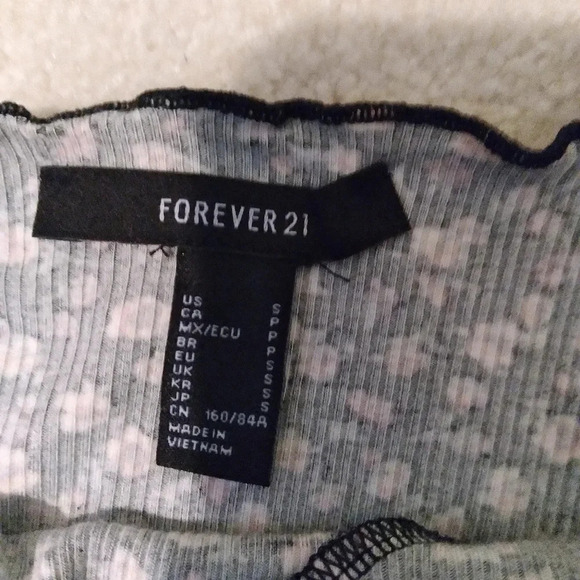 FOREVER 21
US S
CA P
MX/ECU P
BR P
EU S
UK S
KR S
JP S
CN 160/84A
MADE IN
VIETNAM